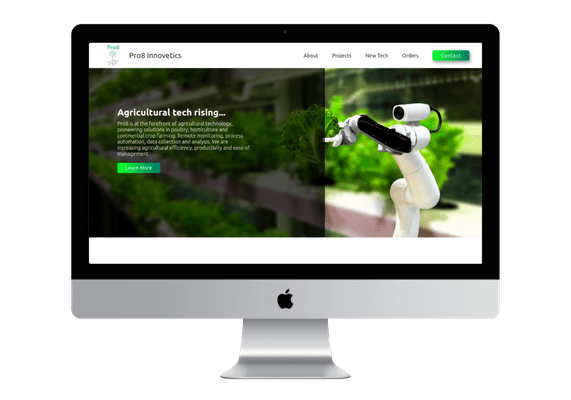 Pro8
Pro8 Innovetics
About
Projects
New Tech
Orders
Contact
Agricultural tech rising...
Pro8 is at the forefront of agricultural technology,
pioneering solutions in poultry, horticulture and
commercial crop farming. Remote monitoring, process
automation, data collection and analysis. We are
increasing agricultural efficiency, productivity and ease of
management.
Learn More